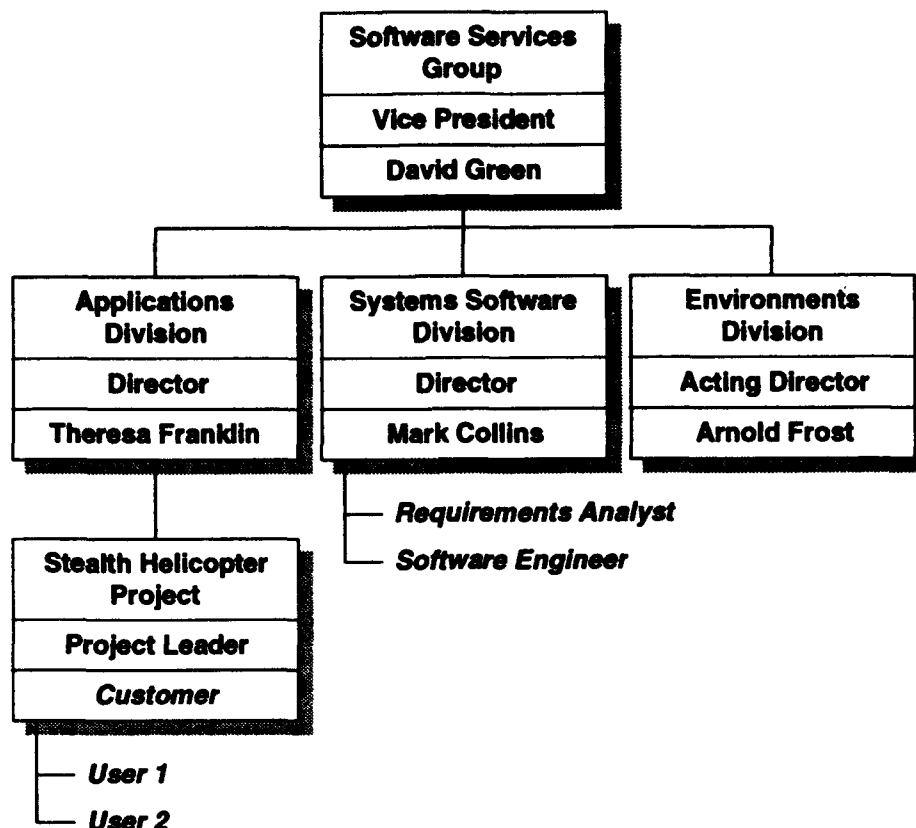 Software Services
Group
Vice President
David Green
Applications
Division
Director
Theresa Franklin
Systems Software
Division
Director
Mark Collins
Environments
Division
Acting Director
Arnold Frost
Requirements Analyst
Software Engineer
Stealth Helicopter
Project
Project Leader
Customer
User 1
User 2